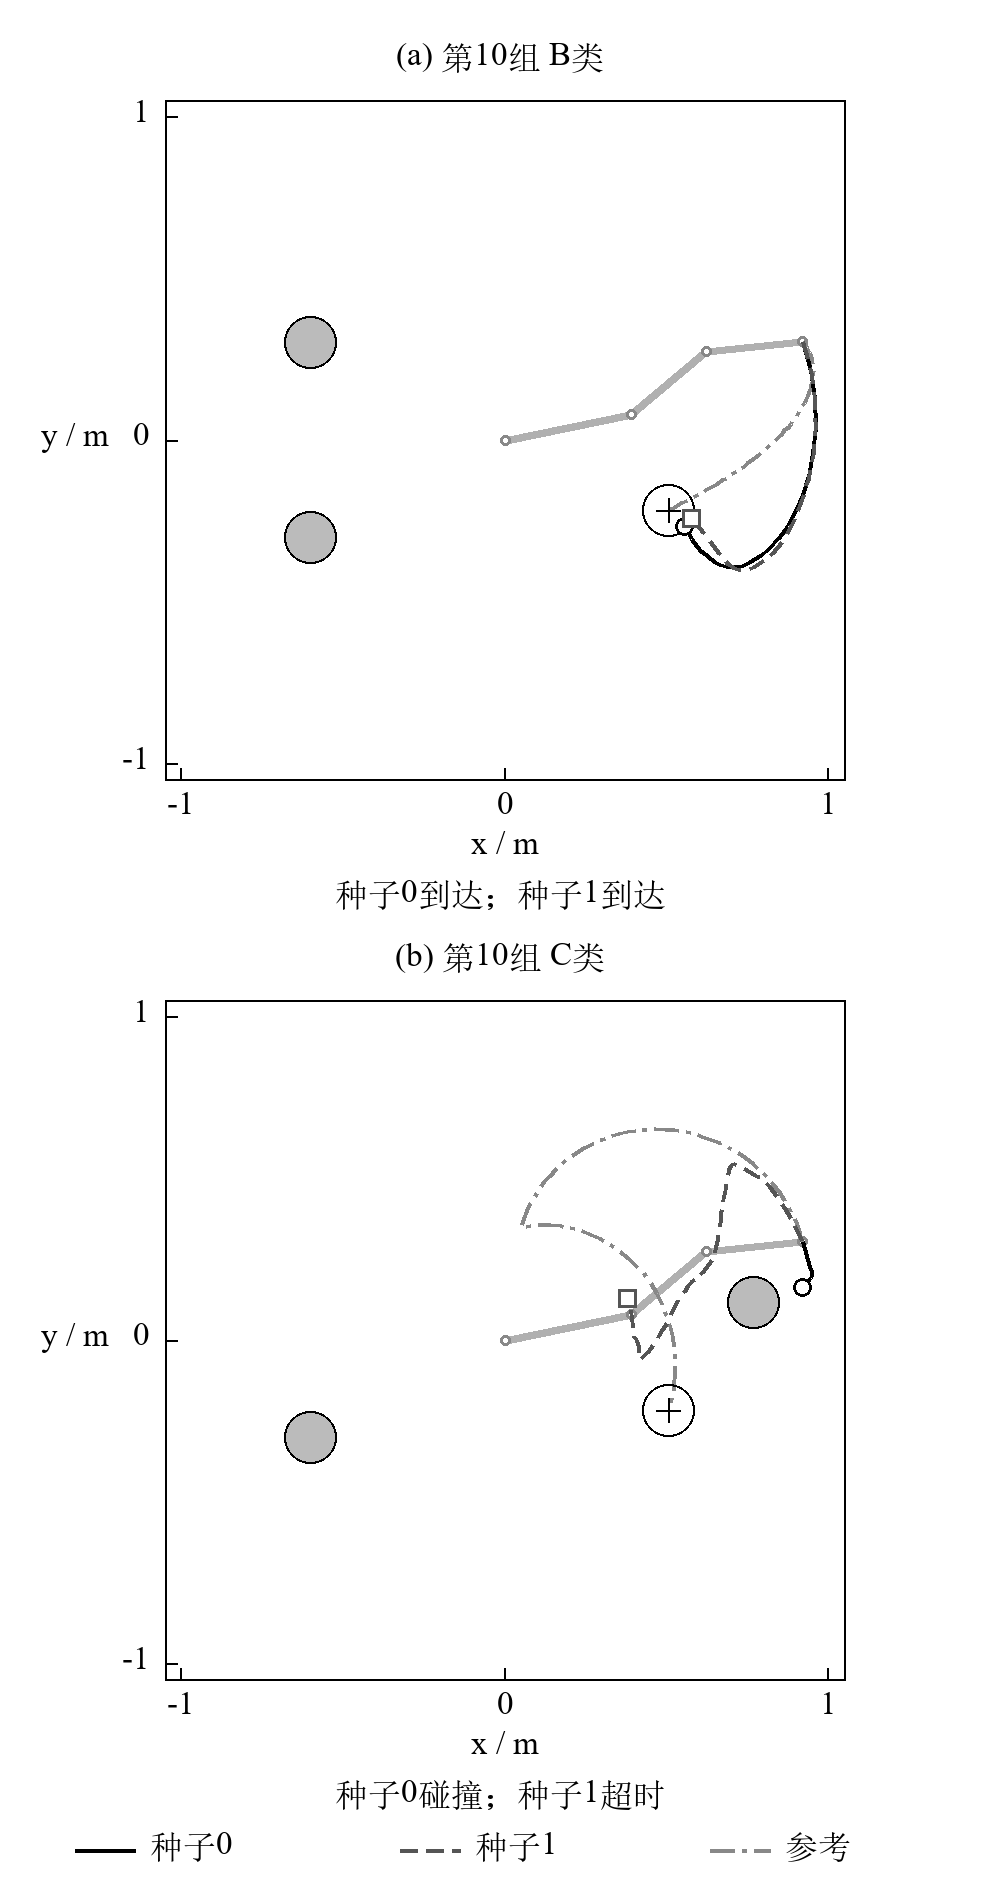 (a) 第10组 B类
1
y / m 0
-1
-1 0 1
x / m
种子0到达；种子1到达
(b) 第10组 C类
1
y / m 0
-1
-1 0 1
x / m
种子0碰撞；种子1超时
种子0 种子1 参考